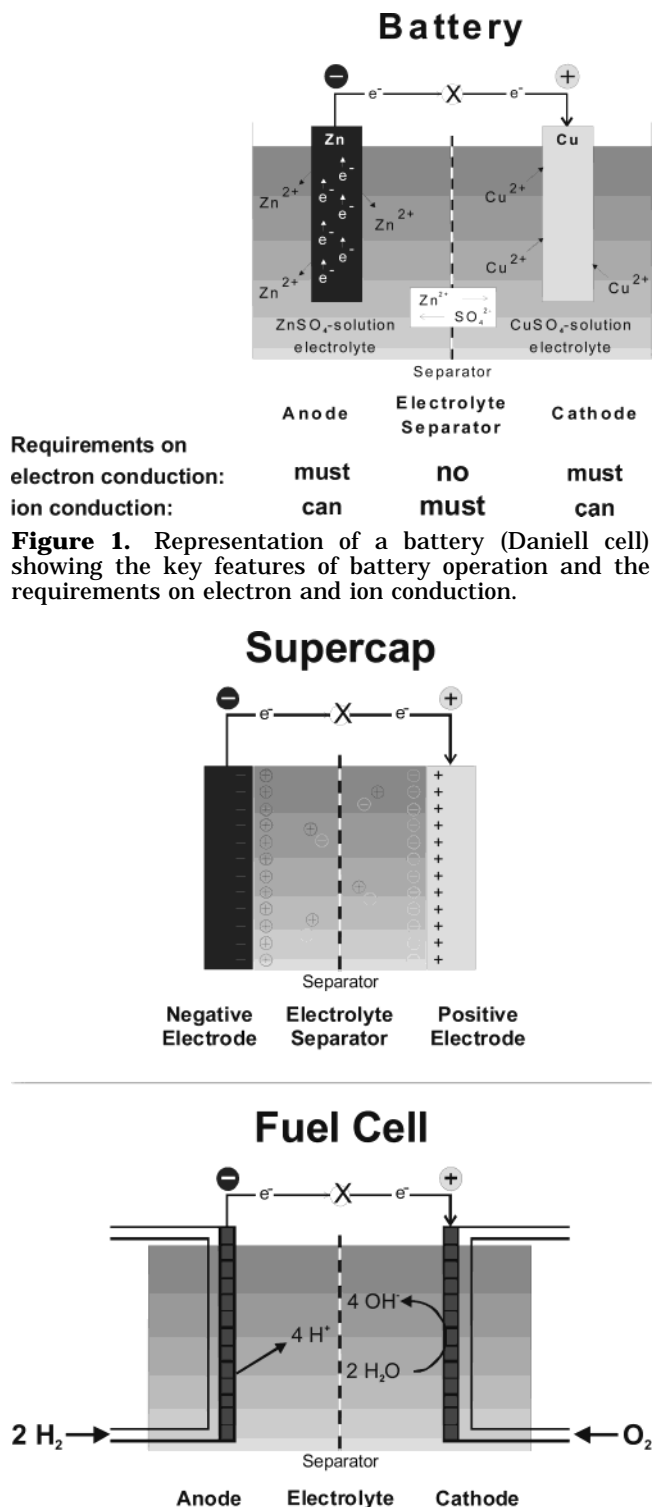 Battery
− +
e⁻ X e⁻
Zn Cu
e⁻
Zn²⁺ e⁻ Cu²⁺
e⁻ Zn²⁺
e⁻
e⁻ Cu²⁺
Zn²⁺ e⁻ Cu²⁺
Zn²⁺ →
← SO₄²⁻
ZnSO₄-solution CuSO₄-solution
electrolyte electrolyte
Separator
Anode Electrolyte Separator Cathode
Requirements on
electron conduction: must no must
ion conduction: can must can
Figure 1. Representation of a battery (Daniell cell)
showing the key features of battery operation and the
requirements on electron and ion conduction.
Supercap
− +
e⁻ X e⁻
Separator
Negative Electrolyte Positive
Electrode Separator Electrode
Fuel Cell
− +
e⁻ X e⁻
4 OH⁻
4 H⁺
2 H₂O
2 H₂ O₂
Separator
Anode Electrolyte Cathode